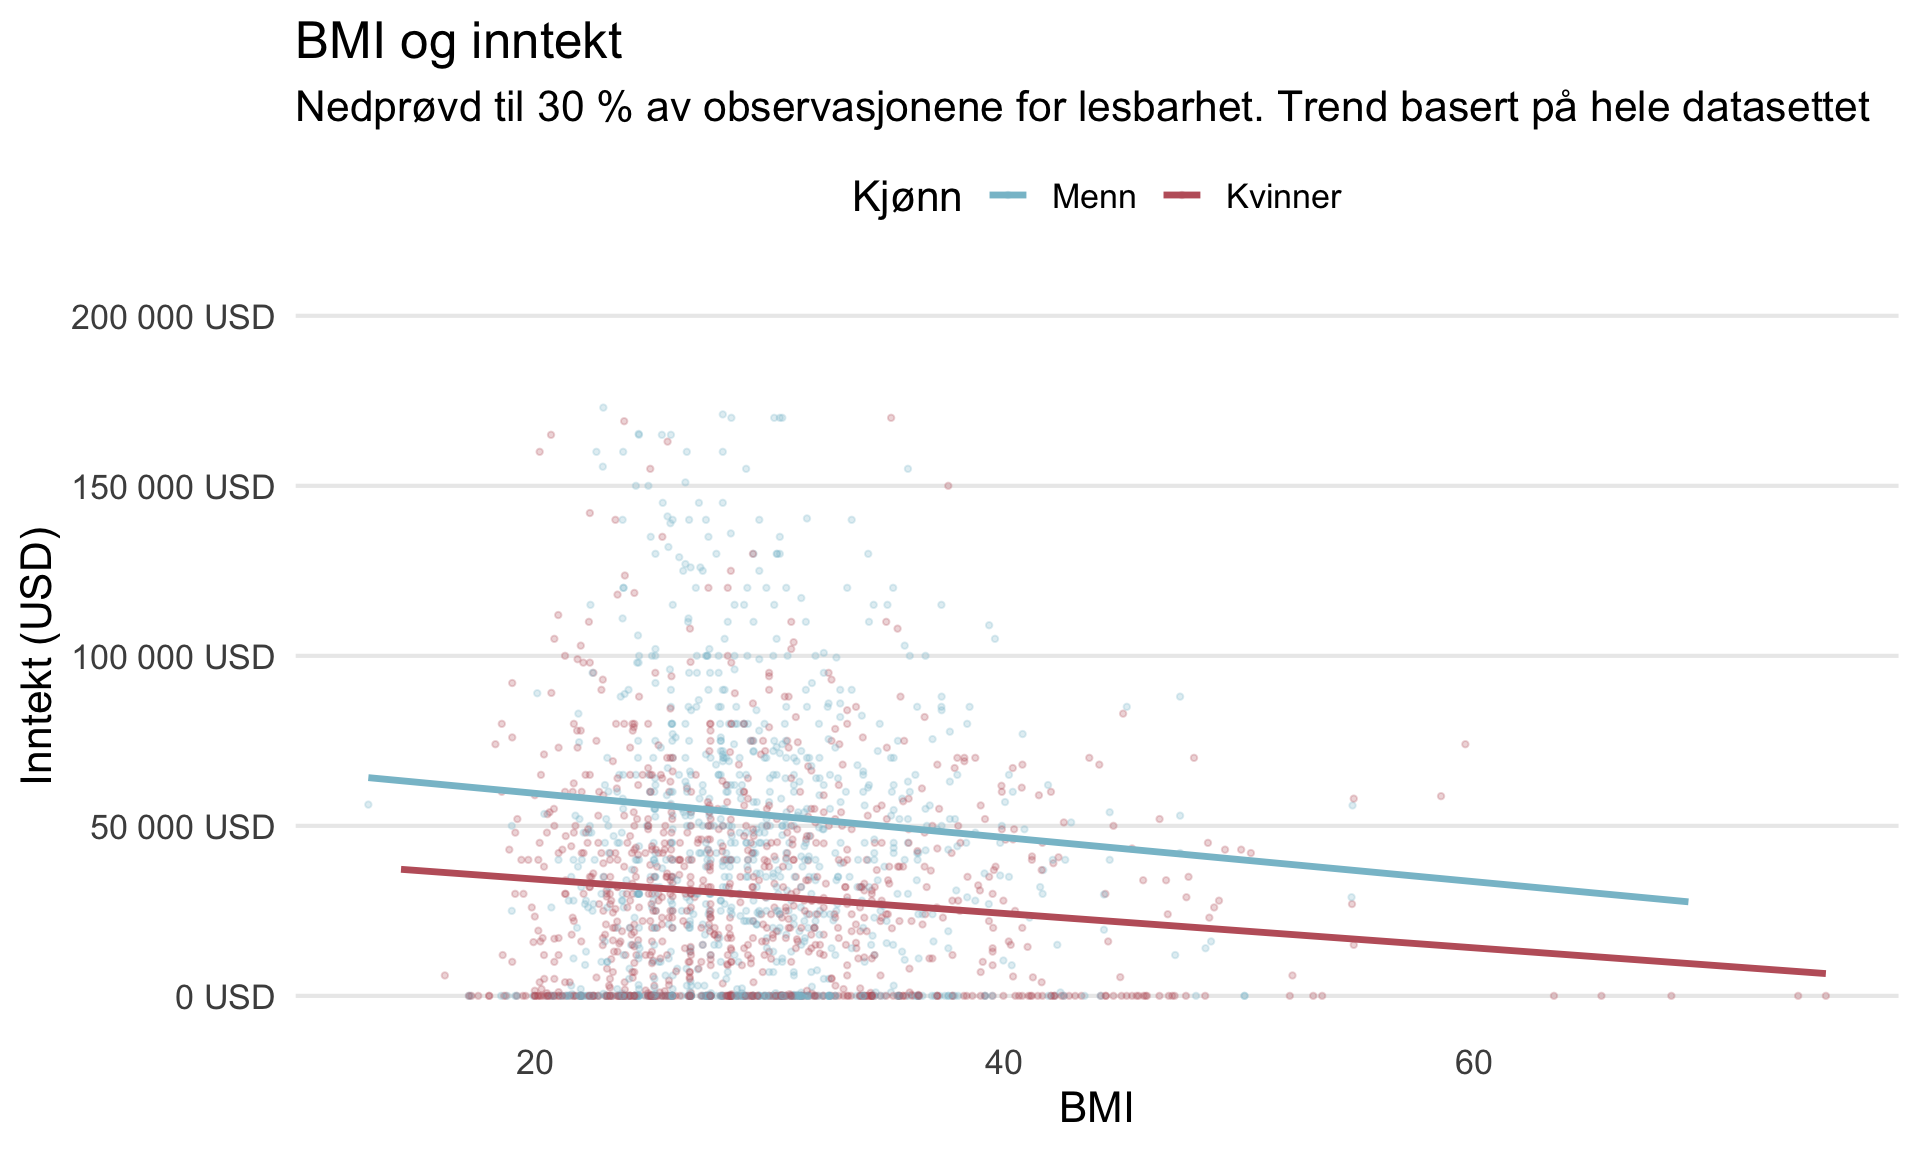 BMI og inntekt
Nedprøvd til 30 % av observasjonene for lesbarhet. Trend basert på hele datasettet
Kjønn Menn Kvinner
200 000 USD
150 000 USD
100 000 USD
50 000 USD
0 USD
Inntekt (USD)
20 40 60
BMI